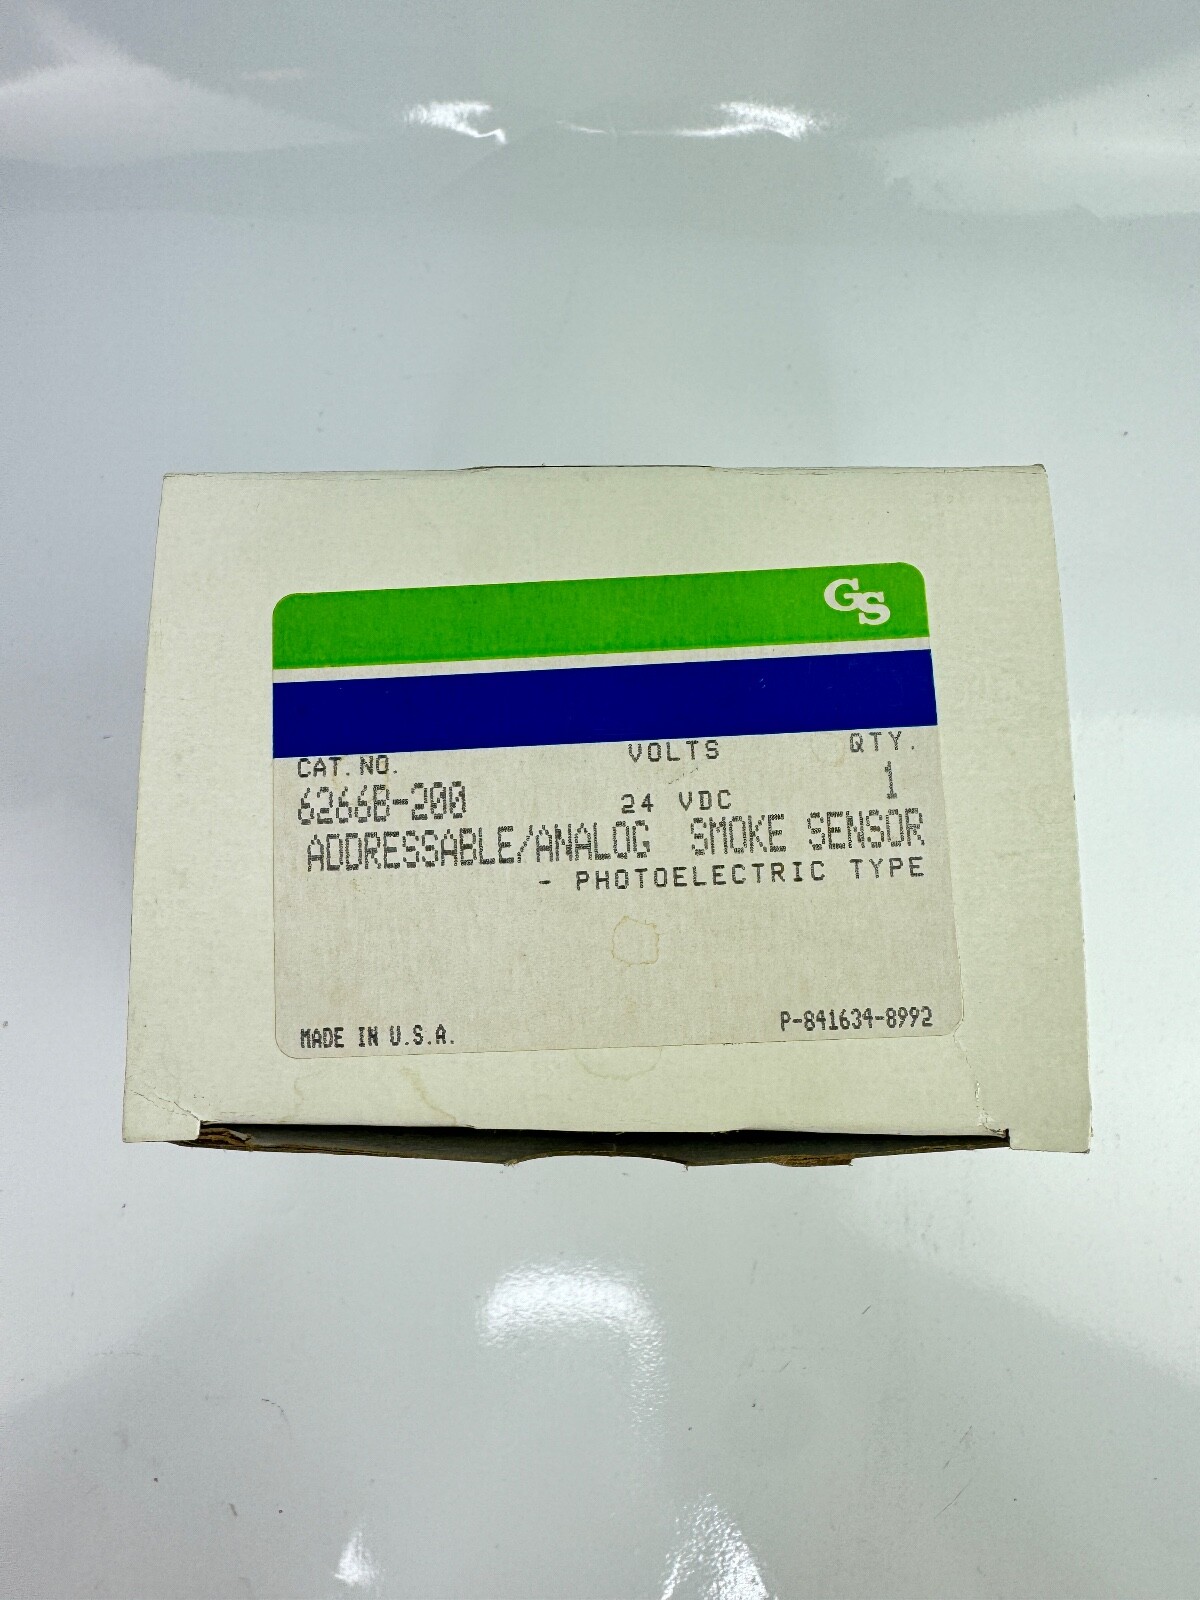 GS
CAT. NO. VOLTS QTY.
6266B-200 24 VDC 1
ADDRESSABLE/ANALOG SMOKE SENSOR
- PHOTOELECTRIC TYPE
MADE IN U.S.A. P-841634-8992